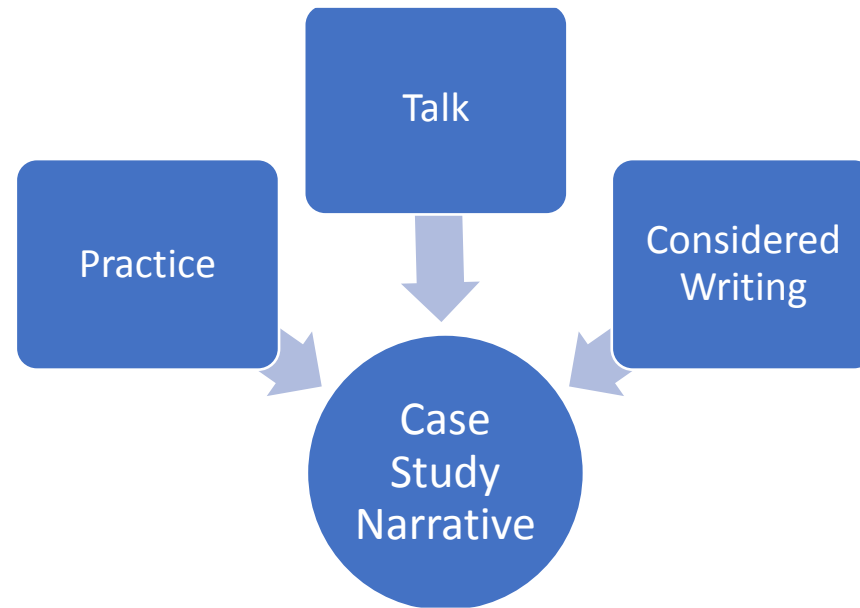 Talk
Practice
Considered
Writing
Case
Study
Narrative